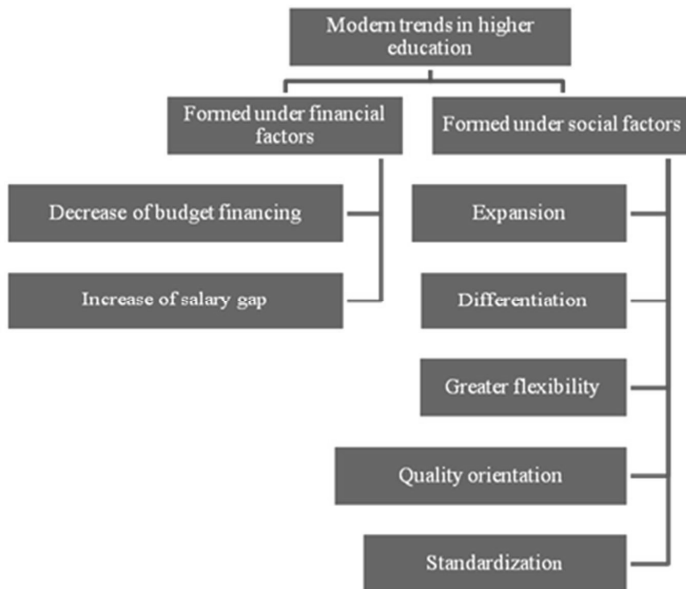 Modern trends in higher
education
Formed under financial
factors
Formed under social factors
Decrease of budget financing
Increase of salary gap
Expansion
Differentiation
Greater flexibility
Quality orientation
Standardization